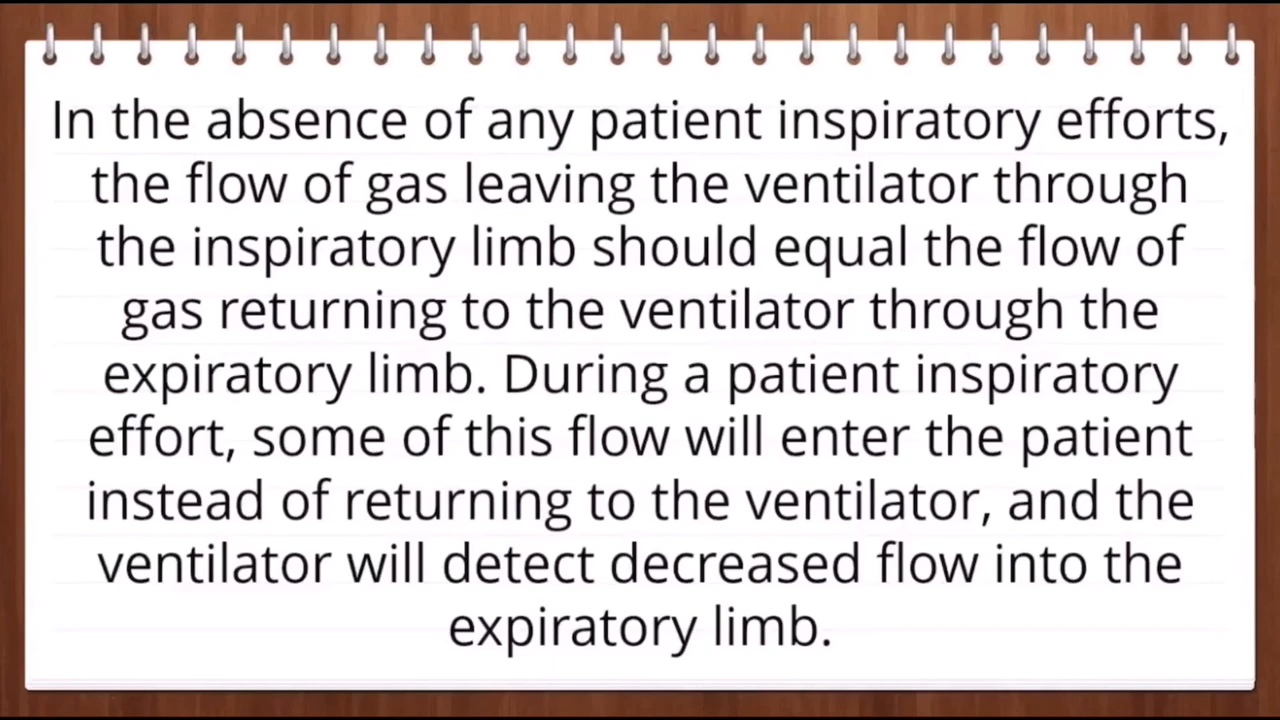 In the absence of any patient inspiratory efforts,
the flow of gas leaving the ventilator through
the inspiratory limb should equal the flow of
gas returning to the ventilator through the
expiratory limb. During a patient inspiratory
effort, some of this flow will enter the patient
instead of returning to the ventilator, and the
ventilator will detect decreased flow into the
expiratory limb.